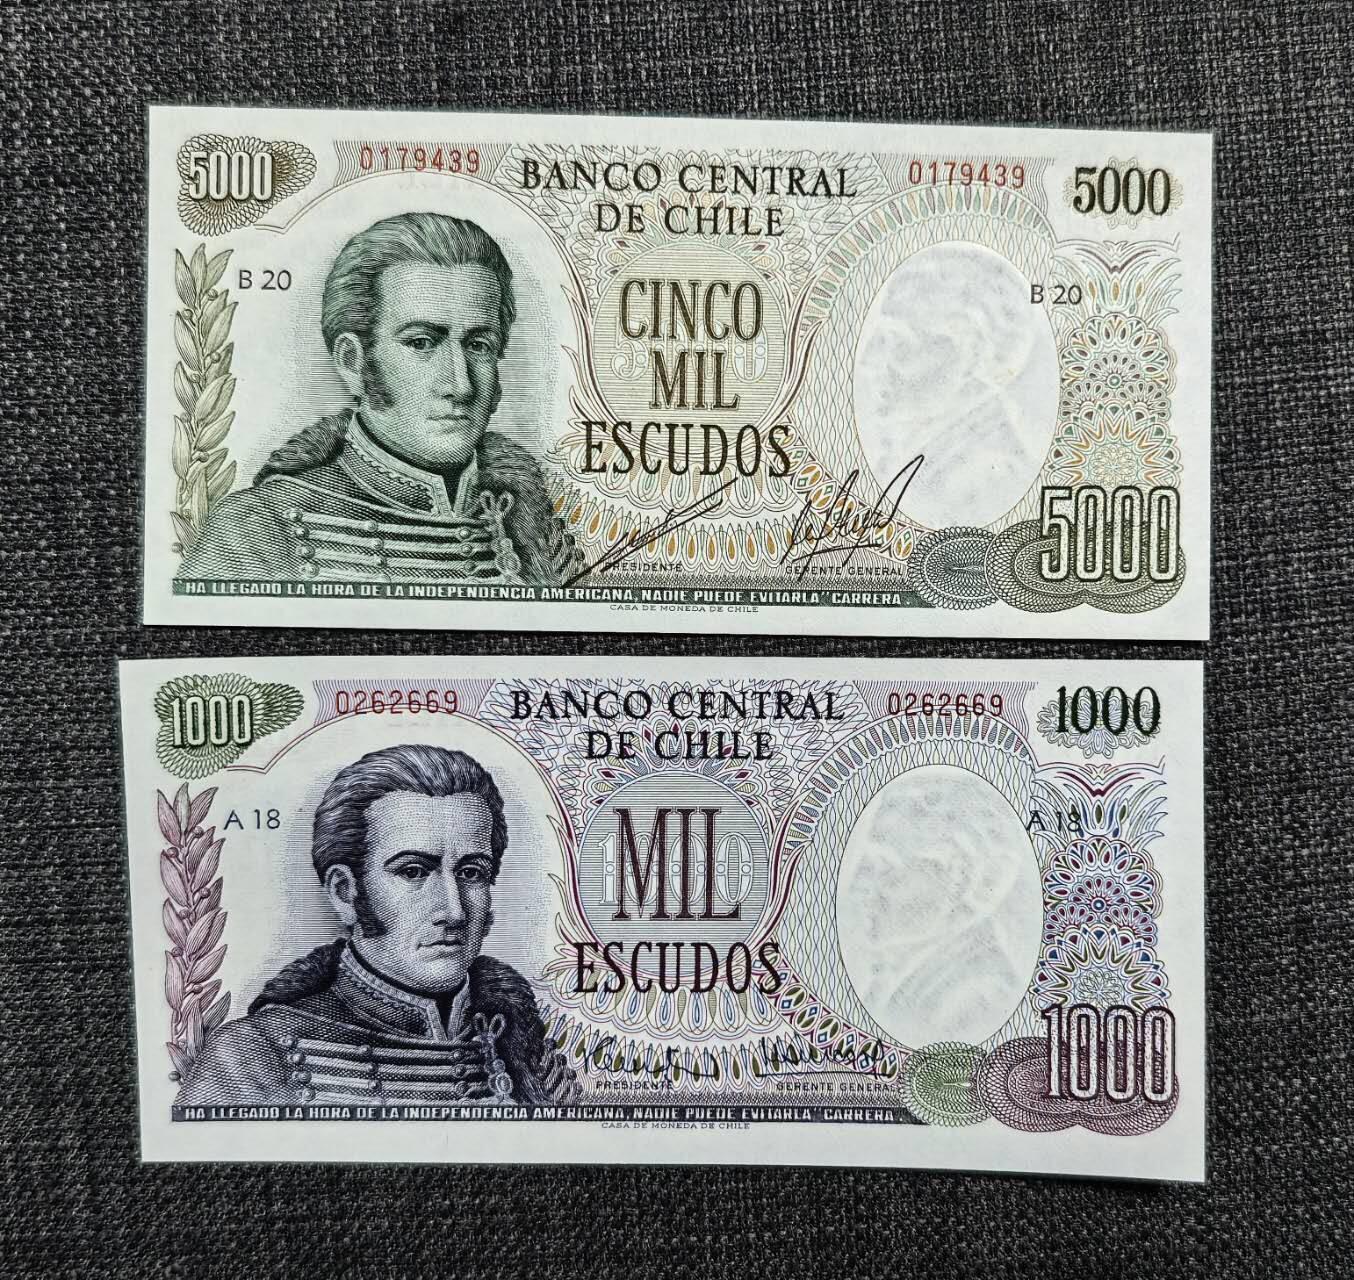 5000
0179439
BANCO CENTRAL
DE CHILE
0179439
5000
B 20
B 20
CINCO
MIL
ESCUDOS
PRESIDENTE
GERENTE GENERAL
5000
"HA LLEGADO LA HORA DE LA INDEPENDENCIA AMERICANA, NADIE PUEDE EVITARLA" CARRERA.
CASA DE MONEDA DE CHILE
1000
0262669
BANCO CENTRAL
DE CHILE
0262669
1000
A 18
A 18
1000
MIL
ESCUDOS
PRESIDENTE
GERENTE GENERAL
1000
"HA LLEGADO LA HORA DE LA INDEPENDENCIA AMERICANA, NADIE PUEDE EVITARLA" CARRERA
CASA DE MONEDA DE CHILE